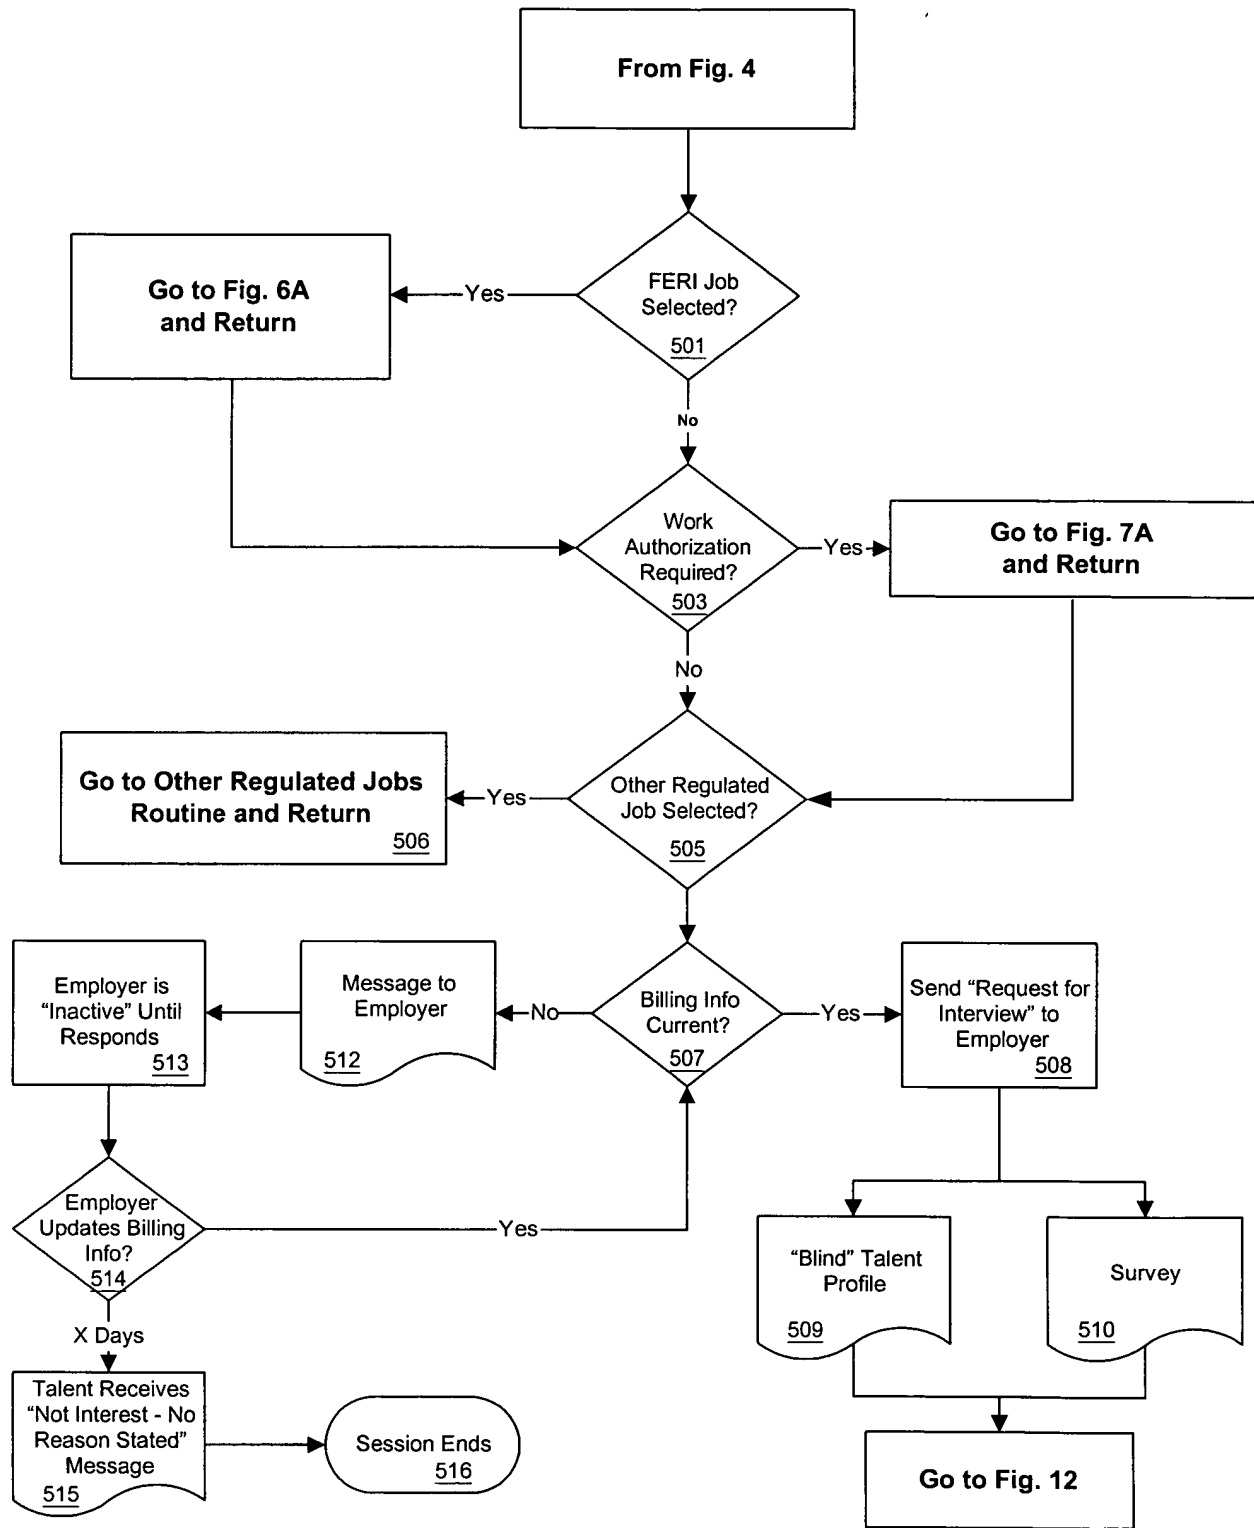 From Fig. 4
FERI Job
Selected?
501
Yes
Go to Fig. 6A
and Return
No
Work
Authorization
Required?
503
Yes
Go to Fig. 7A
and Return
No
Other Regulated
Job Selected?
505
Yes
Go to Other Regulated Jobs
Routine and Return
506
Billing Info
Current?
507
Yes
Send “Request for
Interview” to
Employer
508
No
Message to
Employer
512
Employer is
“Inactive” Until
Responds
513
Employer
Updates Billing
Info?
514
Yes
X Days
Talent Receives
“Not Interest - No
Reason Stated”
Message
515
Session Ends
516
“Blind” Talent
Profile
509
Survey
510
Go to Fig. 12